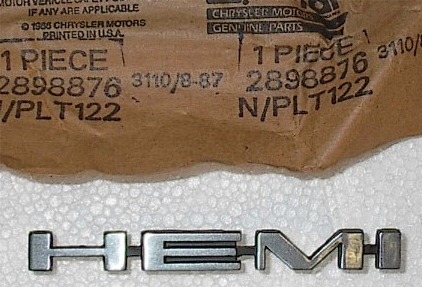 MOTOR VEHICLE SAFETY
IF ANY ARE APPLICABLE
© 1986 CHRYSLER MOTORS
PRINTED IN U.S.A.
CHRYSLER MOTORS
GENUINE PARTS
1 PIECE
2898876
N/PLT122
3110/8-87
1 PIECE
2898876
N/PLT122
3110/8
HEMI